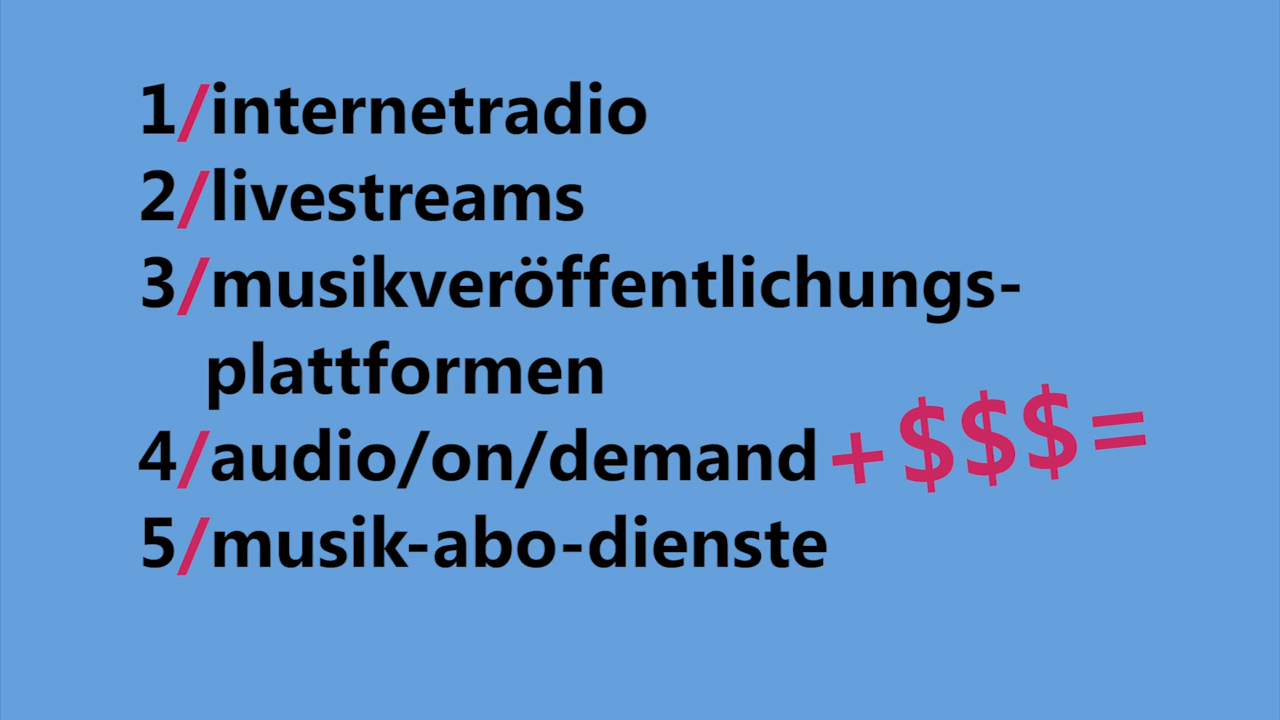 1/internetradio
2/livestreams
3/musikveröffentlichungs-
plattformen
4/audio/on/demand +$$$=
5/musik-abo-dienste